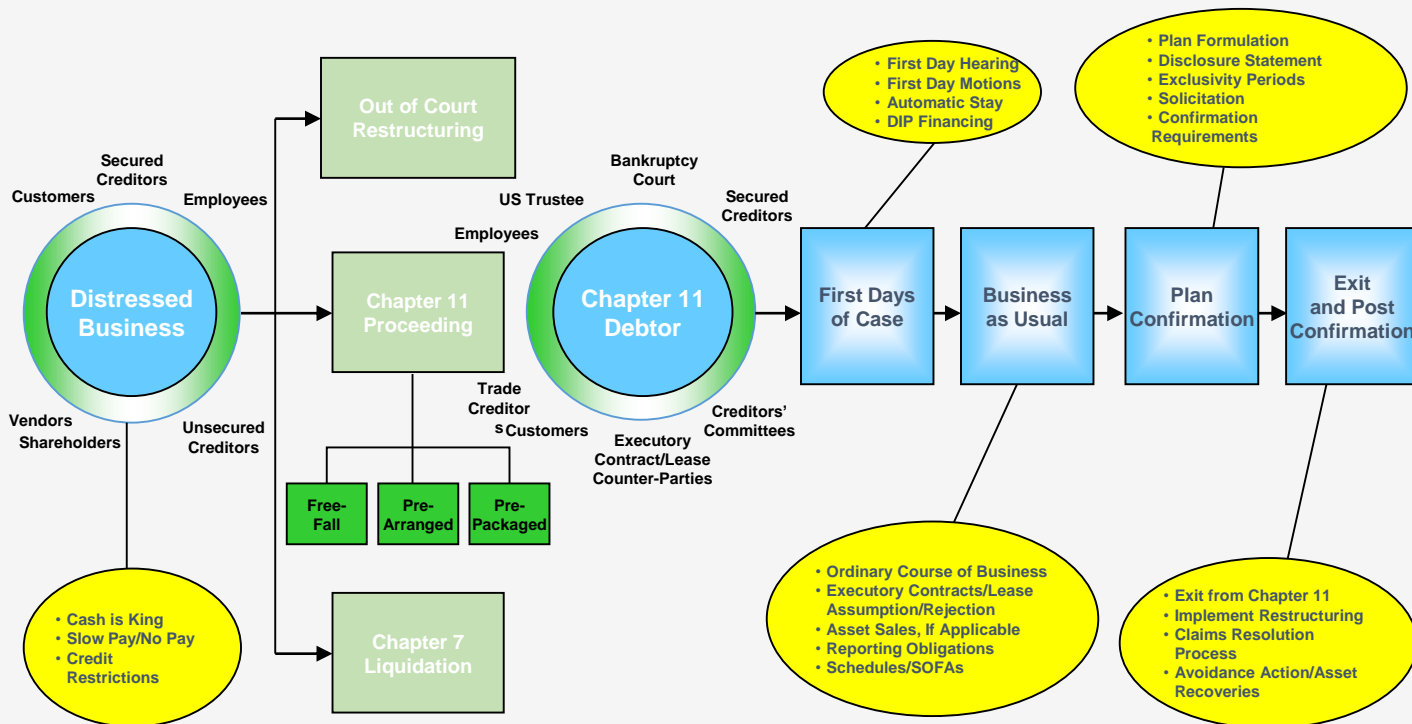 Secured
Creditors
Customers
Employees
Distressed
Business
Vendors
Shareholders
Unsecured
Creditors
• Cash is King
• Slow Pay/No Pay
• Credit
Restrictions
Out of Court
Restructuring
Chapter 11
Proceeding
Free-
Fall
Pre-
Arranged
Pre-
Packaged
Chapter 7
Liquidation
Bankruptcy
Court
US Trustee
Secured
Creditors
Employees
Chapter 11
Debtor
Trade
Creditor
s
Customers
Executory
Contract/Lease
Counter-Parties
Creditors’
Committees
• First Day Hearing
• First Day Motions
• Automatic Stay
• DIP Financing
First Days
of Case
Business
as Usual
• Ordinary Course of Business
• Executory Contracts/Lease
Assumption/Rejection
• Asset Sales, If Applicable
• Reporting Obligations
• Schedules/SOFAs
• Plan Formulation
• Disclosure Statement
• Exclusivity Periods
• Solicitation
• Confirmation
Requirements
Plan
Confirmation
Exit
and Post
Confirmation
• Exit from Chapter 11
• Implement Restructuring
• Claims Resolution
Process
• Avoidance Action/Asset
Recoveries